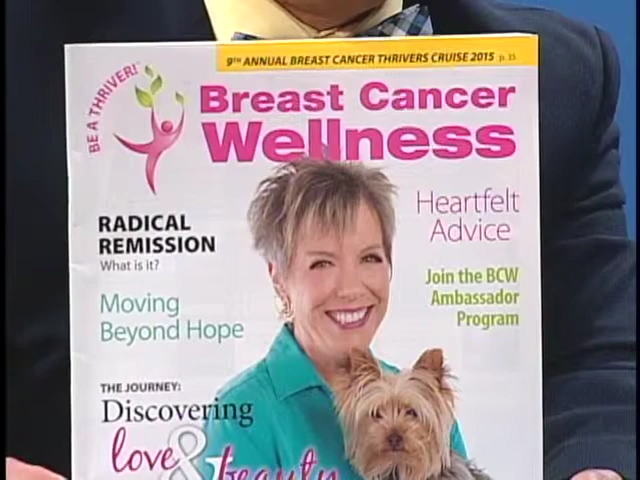 9TH ANNUAL BREAST CANCER THRIVERS CRUISE 2015 p. 35
BE A THRIVER!
Breast Cancer
Wellness
RADICAL
REMISSION
What is it?
Moving
Beyond Hope
THE JOURNEY:
Discovering
love & beauty
Heartfelt
Advice
Join the BCW
Ambassador
Program